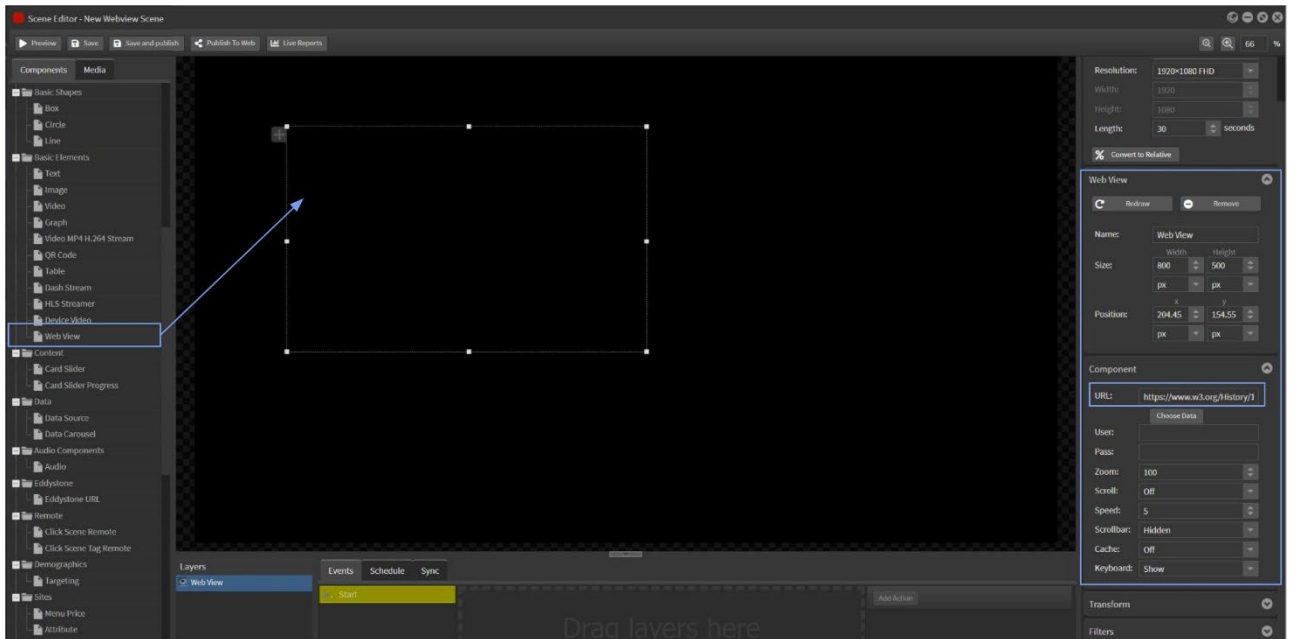 Scene Editor - New Webview Scene
Preview Save Save and publish Publish To Web Live Reports 66 %
Components Media
Basic Shapes
Box
Circle
Line
Basic Elements
Text
Image
Video
Graph
Video MP4 H.264 Stream
QR Code
Table
Dash Stream
HLS Streamer
Device Video
Web View
Content
Card Slider
Card Slider Progress
Data
Data Source
Data Carousel
Audio Components
Audio
Eddystone
Eddystone URL
Remote
Click Scene Remote
Click Scene Tag Remote
Demographics
Targeting
Sites
Menu Price
Attribute
Layers
Web View
Events Schedule Sync
Start
Drag layers here
Add Action
Resolution: 1920×1080 FHD
Width: 1920
Height: 1080
Length: 30 seconds
% Convert to Relative
Web View
Redraw Remove
Name: Web View
Width Height
Size: 800 500
px px
x y
Position: 204.45 154.55
px px
Component
URL: https://www.w3.org/History/1
Choose Data
User:
Pass:
Zoom: 100
Scroll: Off
Speed: 5
Scrollbar: Hidden
Cache: Off
Keyboard: Show
Transform
Filters